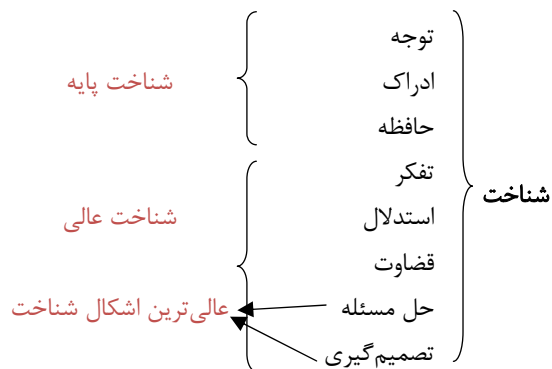 شناخت
توجه
ادراک
حافظه
تفکر
استدلال
قضاوت
حل مسئله
تصمیم‌گیری
شناخت پایه
شناخت عالی
عالی‌ترین اشکال شناخت